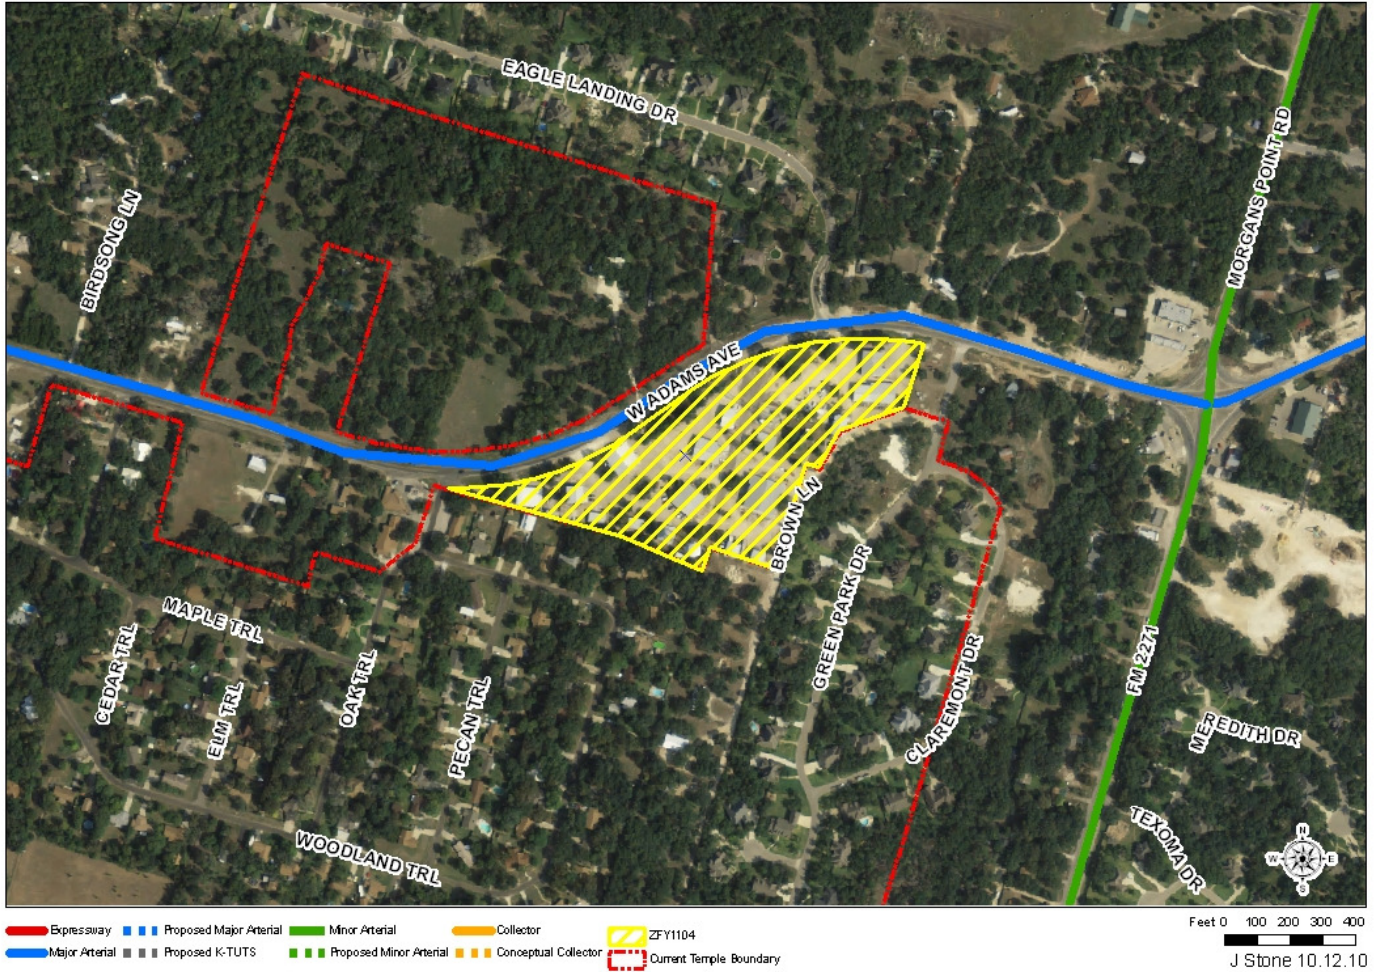 EAGLE LANDING DR
MORGANS POINT RD
BIRDSONG LN
W ADAMS AVE
BROWN LN
GREEN PARK DR
MAPLE TRL
CEDAR TRL
ELM TRL
OAK TRL
PECAN TRL
CLAREMONT DR
FM 2271
MEREDITH DR
TEXOMA DR
WOODLAND TRL
N
W E
S
Expressway Proposed Major Arterial Minor Arterial Collector ZFY1104
Major Arterial Proposed K-TUTS Proposed Minor Arterial Conceptual Collector Current Temple Boundary
Feet 0 100 200 300 400
J Stone 10.12.10